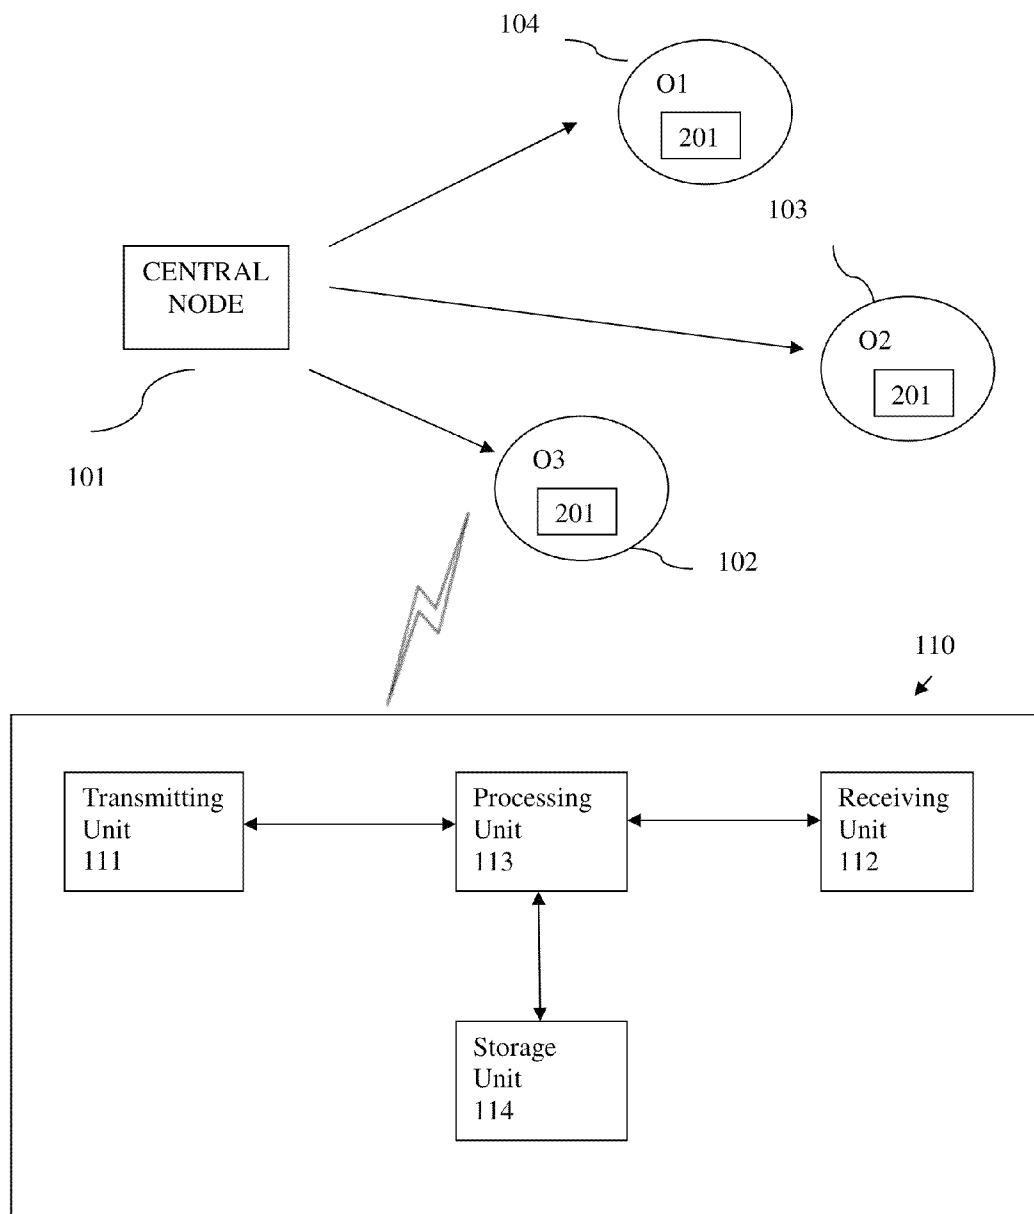 104
O1
201
103
CENTRAL
NODE
O2
201
101
O3
201
102
110
Transmitting
Unit
111
Processing
Unit
113
Receiving
Unit
112
Storage
Unit
114